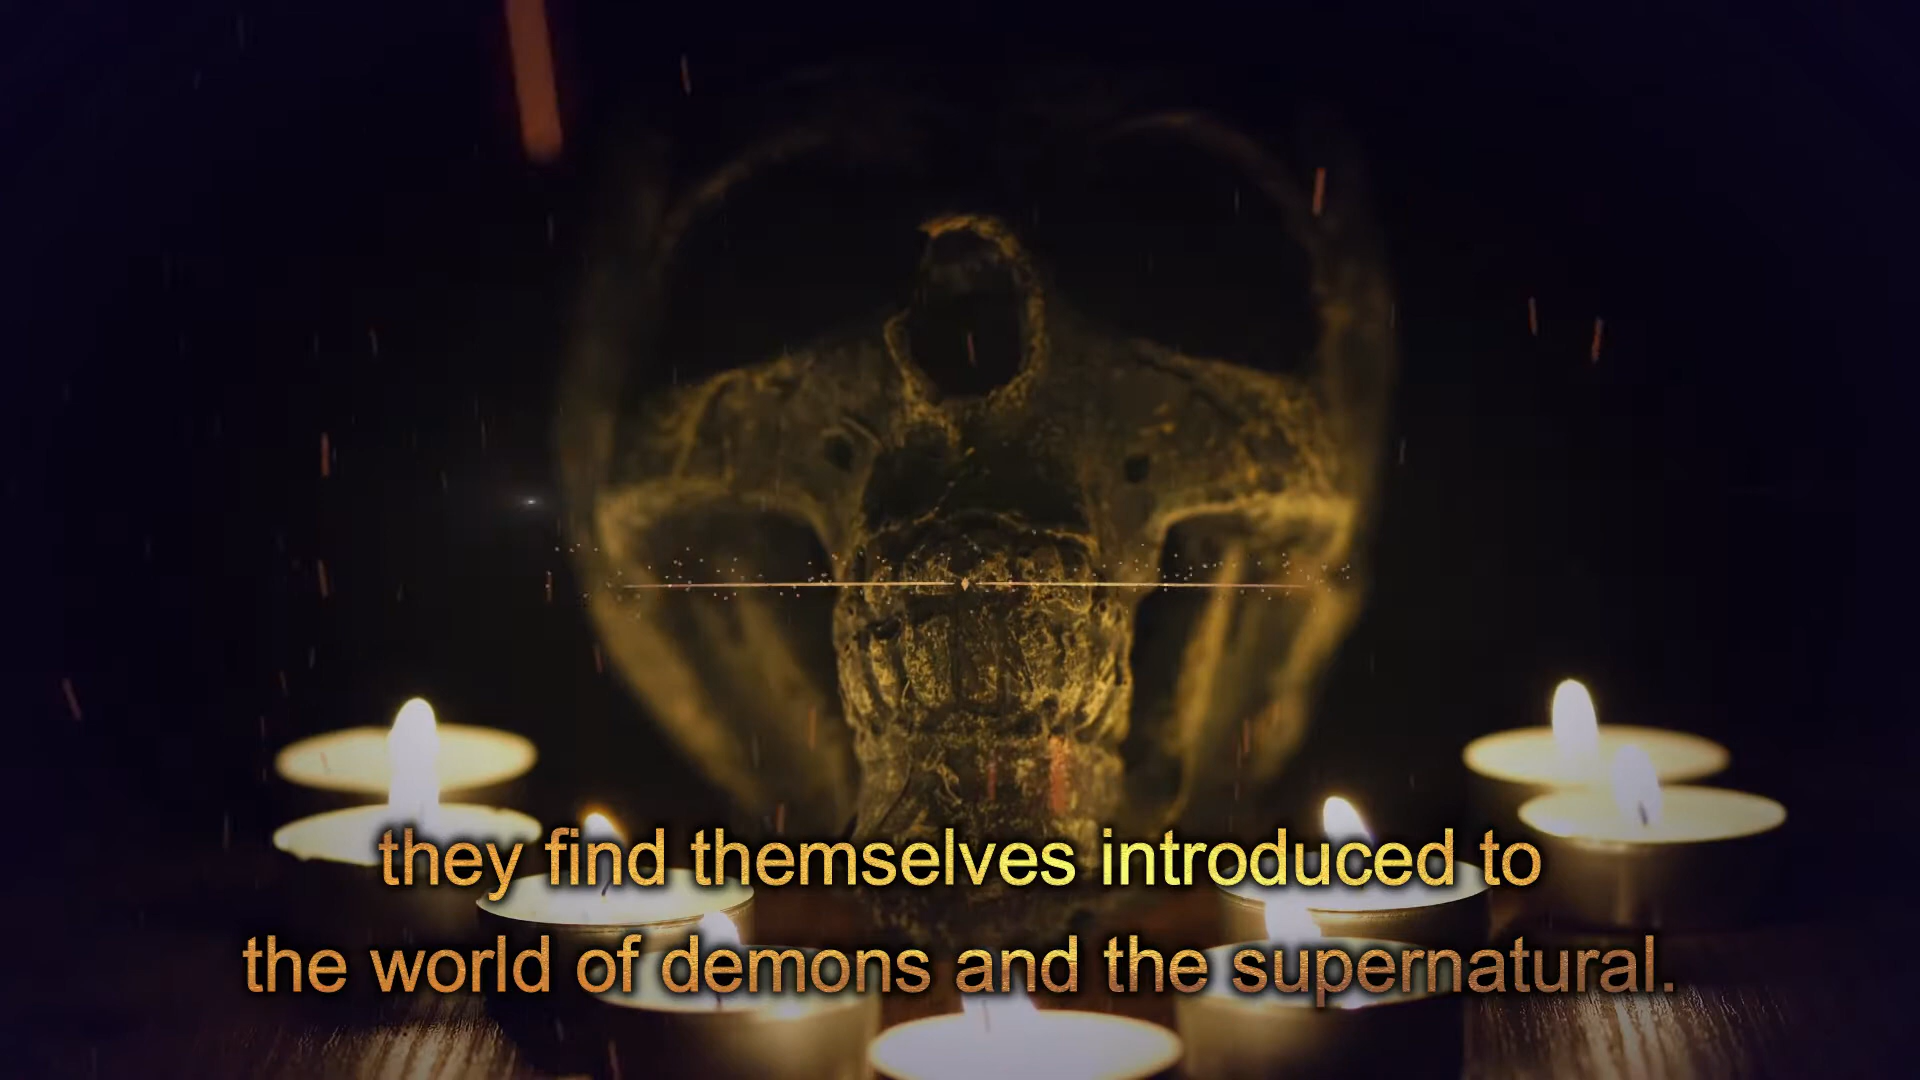 they find themselves introduced to
the world of demons and the supernatural.